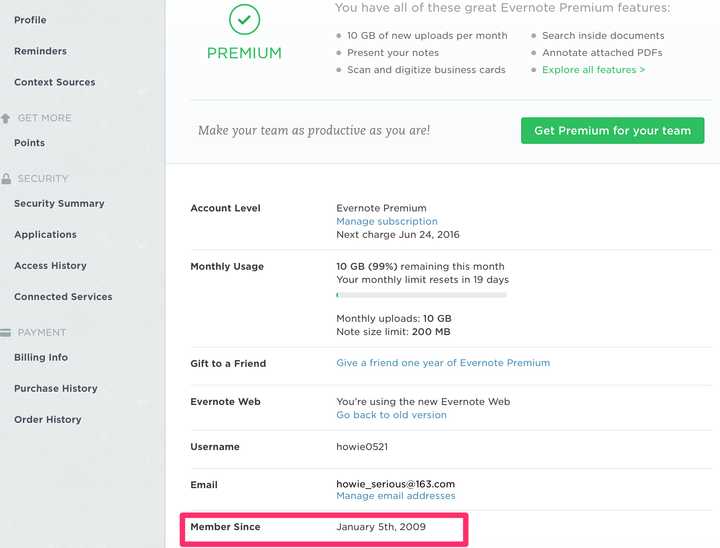 Profile
Reminders
Context Sources
GET MORE
Points
SECURITY
Security Summary
Applications
Access History
Connected Services
PAYMENT
Billing Info
Purchase History
Order History
PREMIUM
You have all of these great Evernote Premium features:
10 GB of new uploads per month
Present your notes
Scan and digitize business cards
Search inside documents
Annotate attached PDFs
Explore all features >
Make your team as productive as you are!
Get Premium for your team
Account Level
Evernote Premium
Manage subscription
Next charge Jun 24, 2016
Monthly Usage
10 GB (99%) remaining this month
Your monthly limit resets in 19 days
Monthly uploads: 10 GB
Note size limit: 200 MB
Gift to a Friend
Give a friend one year of Evernote Premium
Evernote Web
You're using the new Evernote Web
Go back to old version
Username
howie0521
Email
howie_serious@163.com
Manage email addresses
Member Since
January 5th, 2009